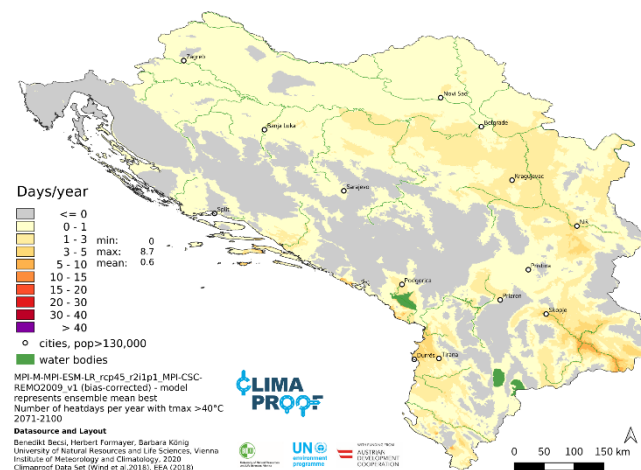 Zagreb
Novi Sad
Belgrade
Banja Luka
Kragujevac
Sarajevo
Split
Niš
Pristina
Podgorica
Prizren
Skopje
Durrës
Tirana
Days/year
<= 0
0 - 1
1 - 3
3 - 5
5 - 10
10 - 15
15 - 20
20 - 30
30 - 40
> 40
min: 0
max: 8.7
mean: 0.6
cities, pop>130,000
water bodies
MPI-M-MPI-ESM-LR_rcp45_r2i1p1_MPI-CSC-
REMO2009_v1 (bias-corrected) - model
represents ensemble mean best
Number of heatdays per year with tmax >40°C
2071-2100
Datasource and Layout
Benedikt Becsi, Herbert Formayer, Barbara König
University of Natural Resources and Life Sciences, Vienna
Institute of Meteorology and Climatology, 2020
Climaproof Data Set (Wind et al.2018), EEA (2018)
CLIMA
PROOF
UN
environment
programme
WITH FUNDING FROM
AUSTRIAN
DEVELOPMENT
COOPERATION
N
0 50 100 150 km